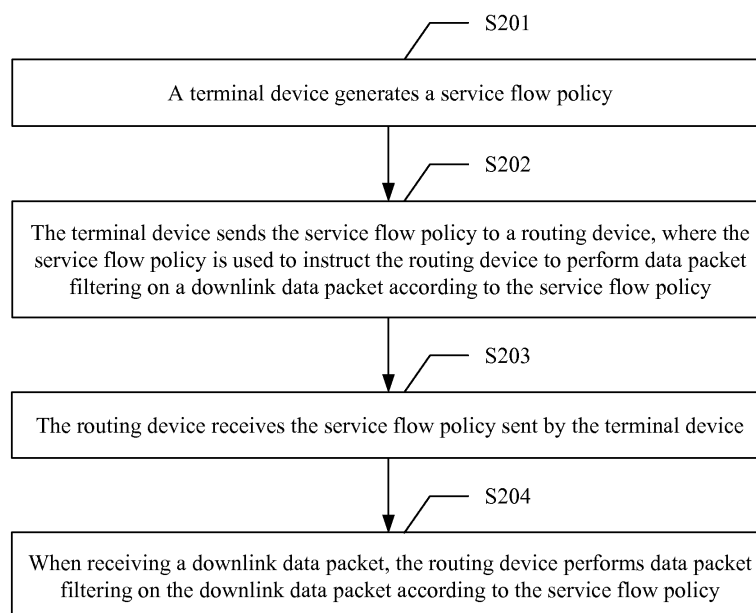 S201
A terminal device generates a service flow policy
S202
The terminal device sends the service flow policy to a routing device, where the
service flow policy is used to instruct the routing device to perform data packet
filtering on a downlink data packet according to the service flow policy
S203
The routing device receives the service flow policy sent by the terminal device
S204
When receiving a downlink data packet, the routing device performs data packet
filtering on the downlink data packet according to the service flow policy